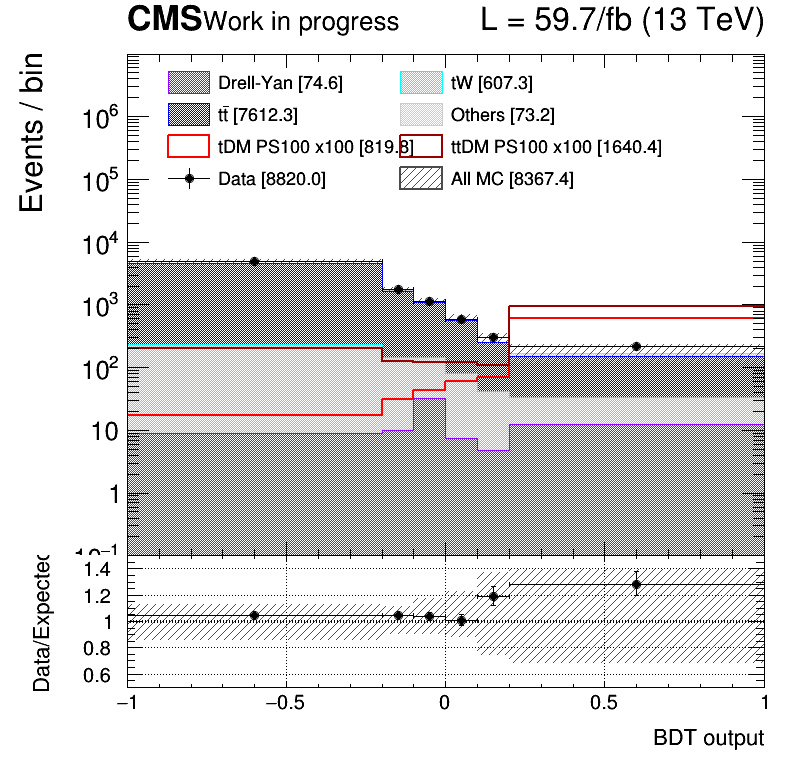 CMS Work in progress L = 59.7/fb (13 TeV)
Events / bin
Drell-Yan [74.6] tW [607.3]
tt̄ [7612.3] Others [73.2]
tDM PS100 x100 [819.8] ttDM PS100 x100 [1640.4]
Data [8820.0] All MC [8367.4]
10⁶
10⁵
10⁴
10³
10²
10
1
10⁻¹
Data/Expected
1.4
1.2
1
0.8
0.6
−1 −0.5 0 0.5 1
BDT output